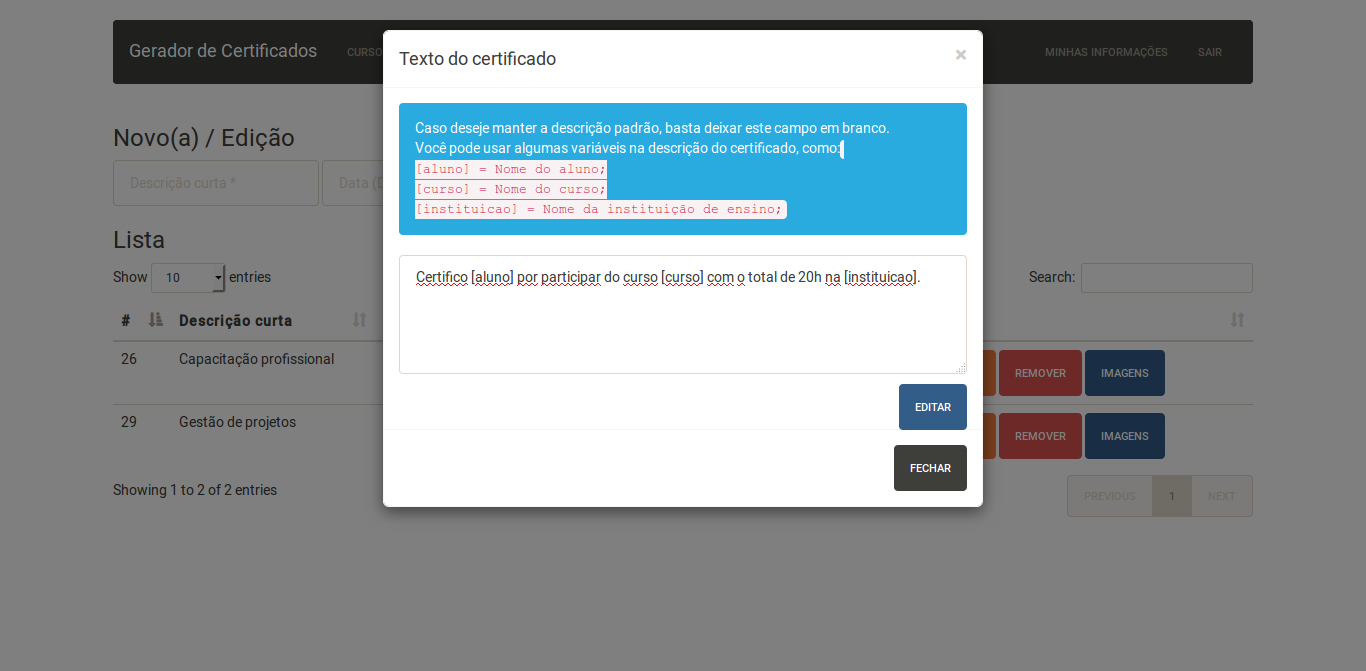 Gerador de Certificados
CURSO
MINHAS INFORMAÇÕES
SAIR
Texto do certificado
×
Caso deseje manter a descrição padrão, basta deixar este campo em branco.
Você pode usar algumas variáveis na descrição do certificado, como:
[aluno] = Nome do aluno;
[curso] = Nome do curso;
[instituicao] = Nome da instituição de ensino;
Certifico [aluno] por participar do curso [curso] com o total de 20h na [instituicao].
EDITAR
FECHAR
Novo(a) / Edição
Descrição curta *
Data (D
Lista
Show 10 entries
Search:
# Descrição curta
26 Capacitação profissional REMOVER IMAGENS
29 Gestão de projetos REMOVER IMAGENS
Showing 1 to 2 of 2 entries
PREVIOUS 1 NEXT